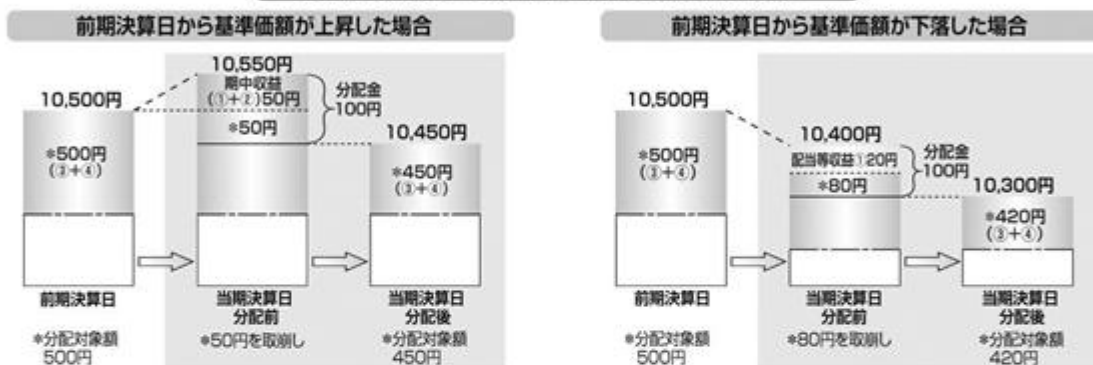 前期決算日から基準価額が上昇した場合
10,550円
期中収益
(①+②)50円
分配金
100円
10,500円
*50円
10,450円
*500円
(③+④)
*450円
(③+④)
前期決算日
当期決算日
分配前
当期決算日
分配後
*分配対象額
500円
*50円を取崩し
*分配対象額
450円
前期決算日から基準価額が下落した場合
10,500円
10,400円
配当等収益①20円
分配金
100円
*500円
(③+④)
*80円
10,300円
*420円
(③+④)
前期決算日
当期決算日
分配前
当期決算日
分配後
*分配対象額
500円
*80円を取崩し
*分配対象額
420円